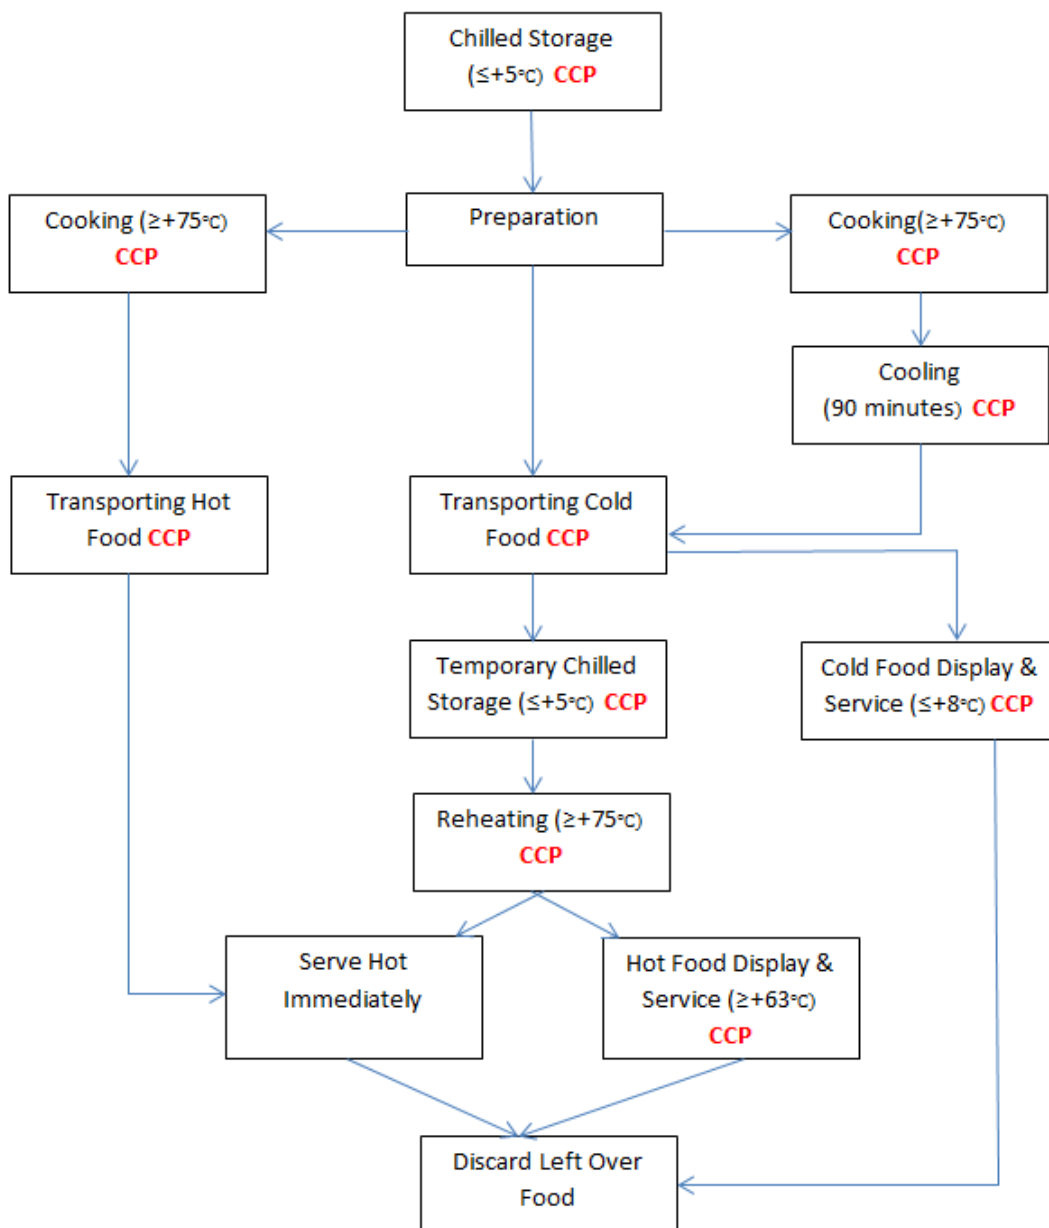 Chilled Storage
(≤+5°C) CCP
Cooking (≥+75°C)
CCP
Preparation
Cooking(≥+75°C)
CCP
Cooling
(90 minutes) CCP
Transporting Hot
Food CCP
Transporting Cold
Food CCP
Temporary Chilled
Storage (≤+5°C) CCP
Cold Food Display &
Service (≤+8°C) CCP
Reheating (≥+75°C)
CCP
Serve Hot
Immediately
Hot Food Display &
Service (≥+63°C)
CCP
Discard Left Over
Food